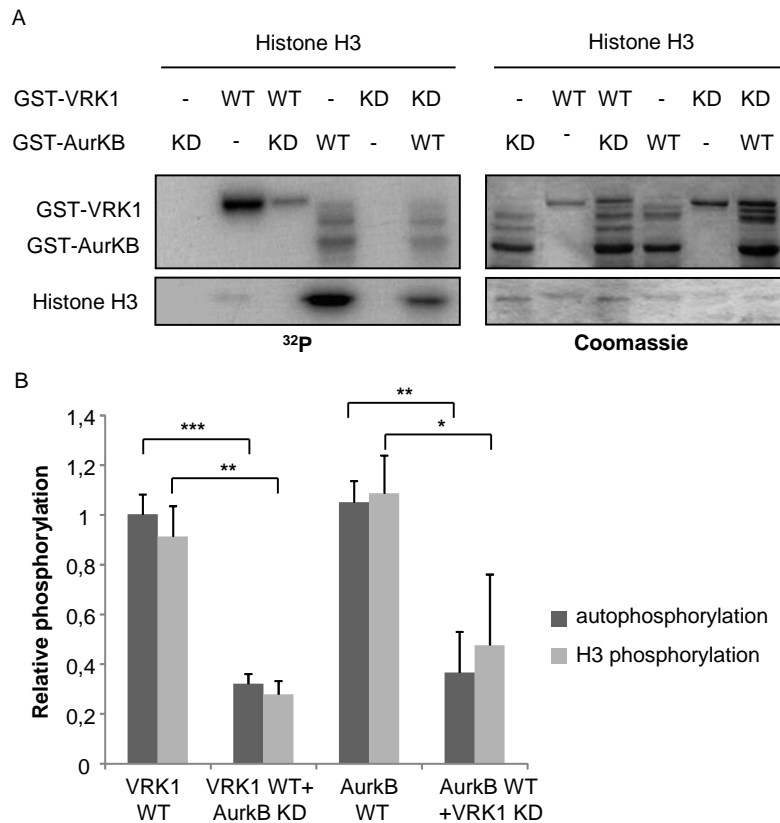 A
Histone H3 Histone H3
GST-VRK1 - WT WT - KD KD - WT WT - KD KD
GST-AurKB KD - KD WT - WT KD - KD WT - WT
GST-VRK1
GST-AurKB
Histone H3
32P Coomassie
B
Relative phosphorylation
1,4
1,2
1
0,8
0,6
0,4
0,2
0
***
**
**
*
autophosphorylation
H3 phosphorylation
VRK1 VRK1 WT+ AurkB AurkB WT
WT AurkB KD WT +VRK1 KD